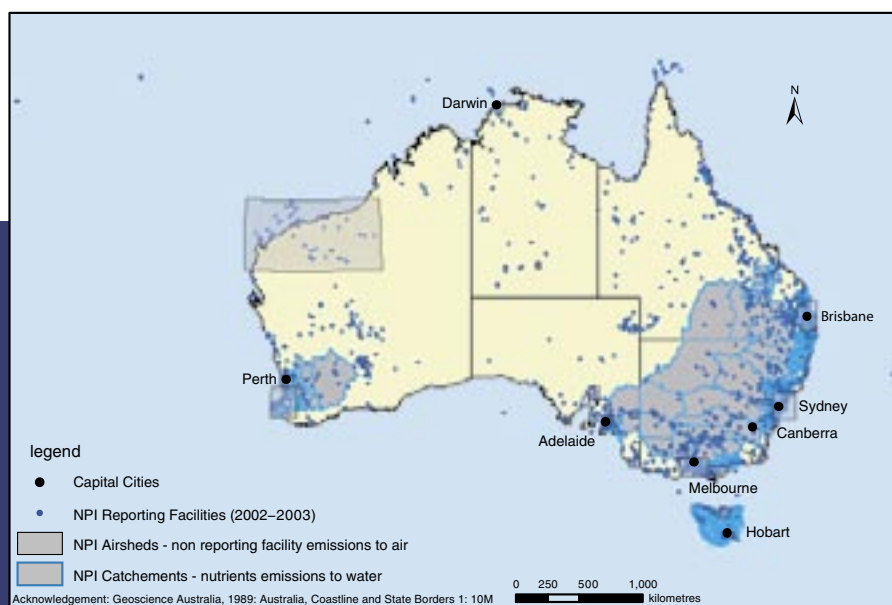 N
Darwin
Brisbane
Perth
Sydney
Adelaide
Canberra
Melbourne
Hobart
legend
Capital Cities
NPI Reporting Facilities (2002–2003)
NPI Airsheds - non reporting facility emissions to air
NPI Catchements - nutrients emissions to water
0 250 500 1,000
kilometres
Acknowledgement: Geoscience Australia, 1989: Australia, Coastline and State Borders 1: 10M